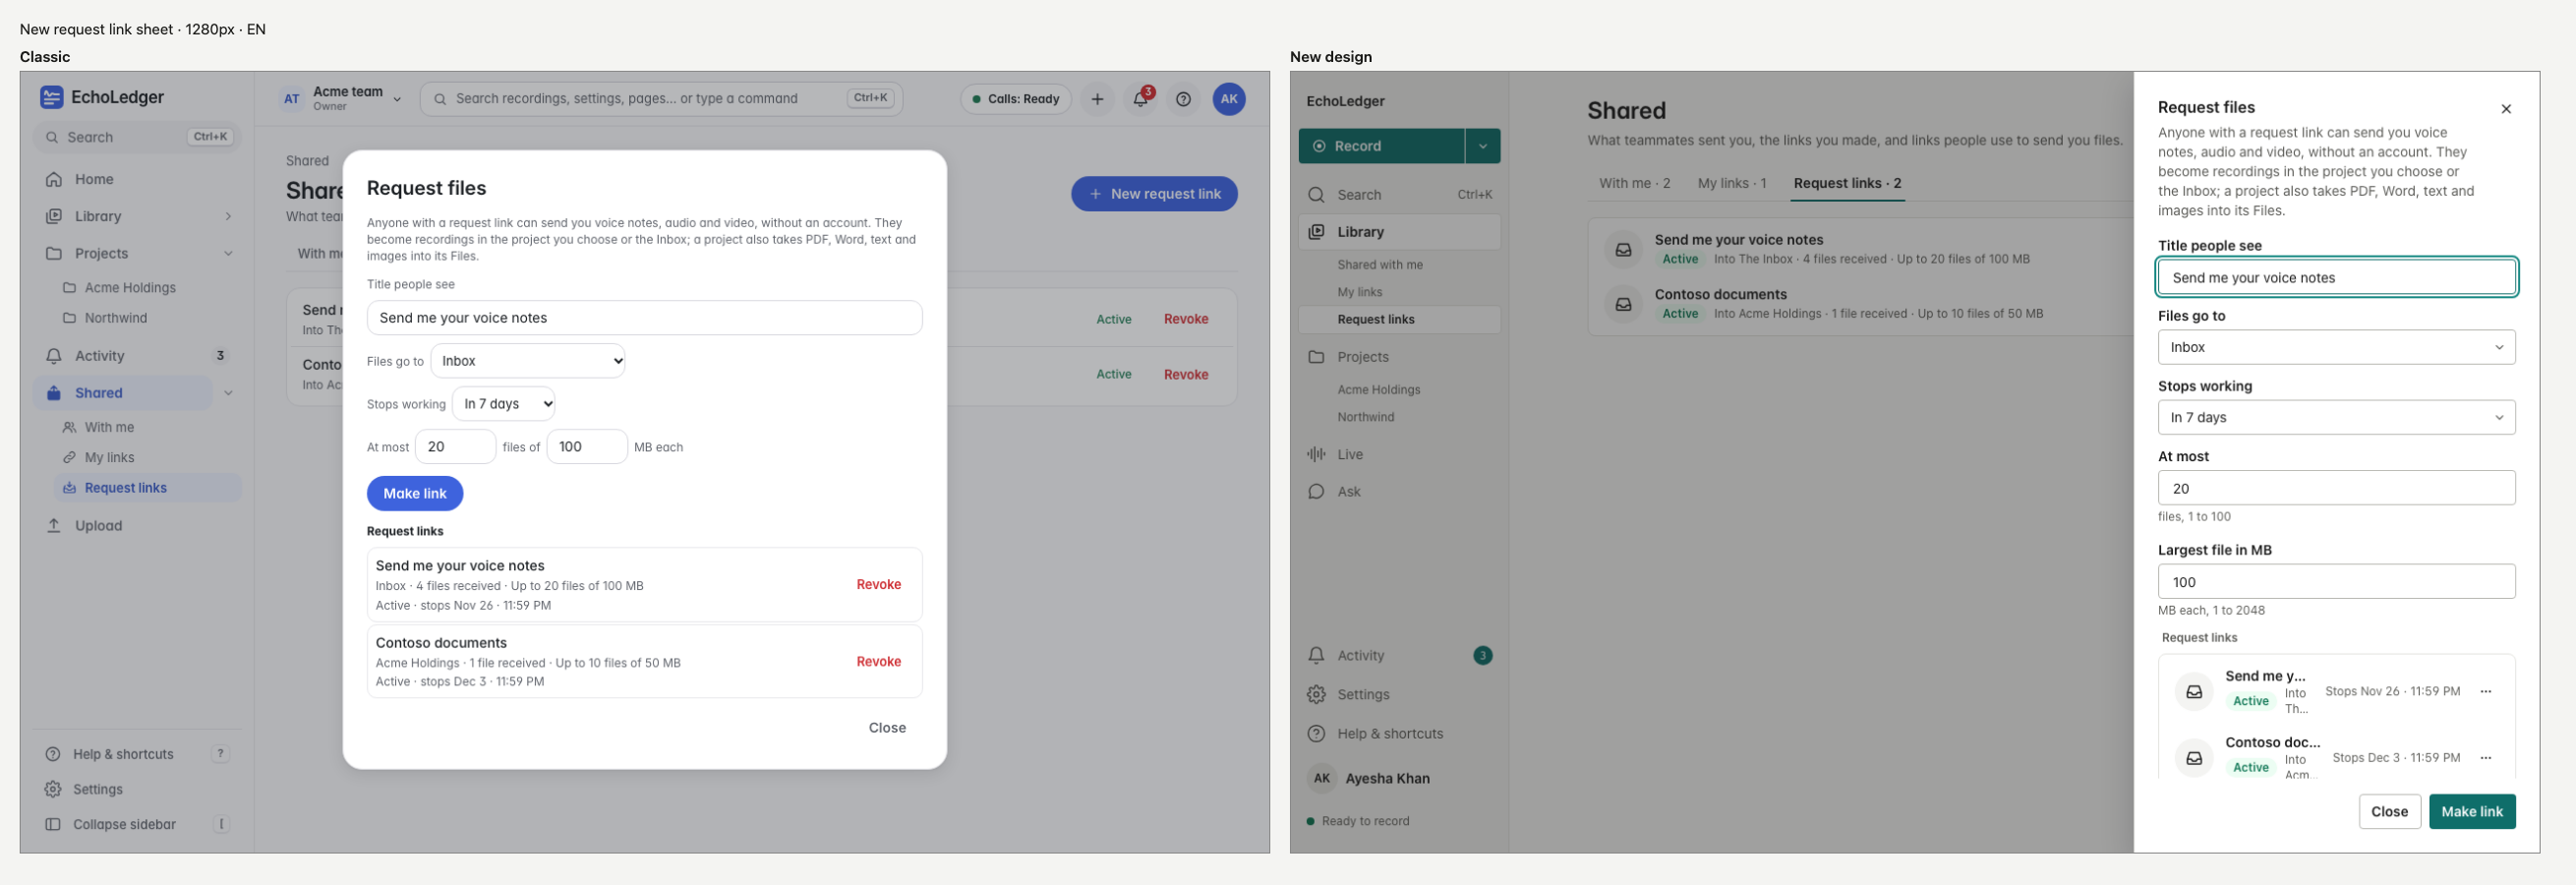 New request link sheet · 1280px · EN
Classic
EchoLedger
Search Ctrl+K
Home
Library
Projects
Acme Holdings
Northwind
Activity 3
Shared
With me
My links
Request links
Upload
Help & shortcuts ?
Settings
Collapse sidebar [
AT Acme team
Owner
Search recordings, settings, pages... or type a command Ctrl+K
Calls: Ready
3
AK
Shared
New request link
Active Revoke
Active Revoke
Request files
Anyone with a request link can send you voice notes, audio and video, without an account. They
become recordings in the project you choose or the Inbox; a project also takes PDF, Word, text and
images into its Files.
Title people see
Send me your voice notes
Files go to Inbox
Stops working In 7 days
At most 20 files of 100 MB each
Make link
Request links
Send me your voice notes
Inbox · 4 files received · Up to 20 files of 100 MB
Active · stops Nov 26 · 11:59 PM
Revoke
Contoso documents
Acme Holdings · 1 file received · Up to 10 files of 50 MB
Active · stops Dec 3 · 11:59 PM
Revoke
Close
New design
EchoLedger
Record
Search Ctrl+K
Library
Shared with me
My links
Request links
Projects
Acme Holdings
Northwind
Live
Ask
Activity 3
Settings
Help & shortcuts
AK Ayesha Khan
Ready to record
Shared
What teammates sent you, the links you made, and links people use to send you files.
With me · 2 My links · 1 Request links · 2
Send me your voice notes
Active Into The Inbox · 4 files received · Up to 20 files of 100 MB
Contoso documents
Active Into Acme Holdings · 1 file received · Up to 10 files of 50 MB
Request files
Anyone with a request link can send you voice
notes, audio and video, without an account. They
become recordings in the project you choose or
the Inbox; a project also takes PDF, Word, text and
images into its Files.
Title people see
Send me your voice notes
Files go to
Inbox
Stops working
In 7 days
At most
20
files, 1 to 100
Largest file in MB
100
MB each, 1 to 2048
Request links
Send me y...
Active Into
Th...
Stops Nov 26 · 11:59 PM
Contoso doc...
Active Into
Acm...
Stops Dec 3 · 11:59 PM
Close Make link